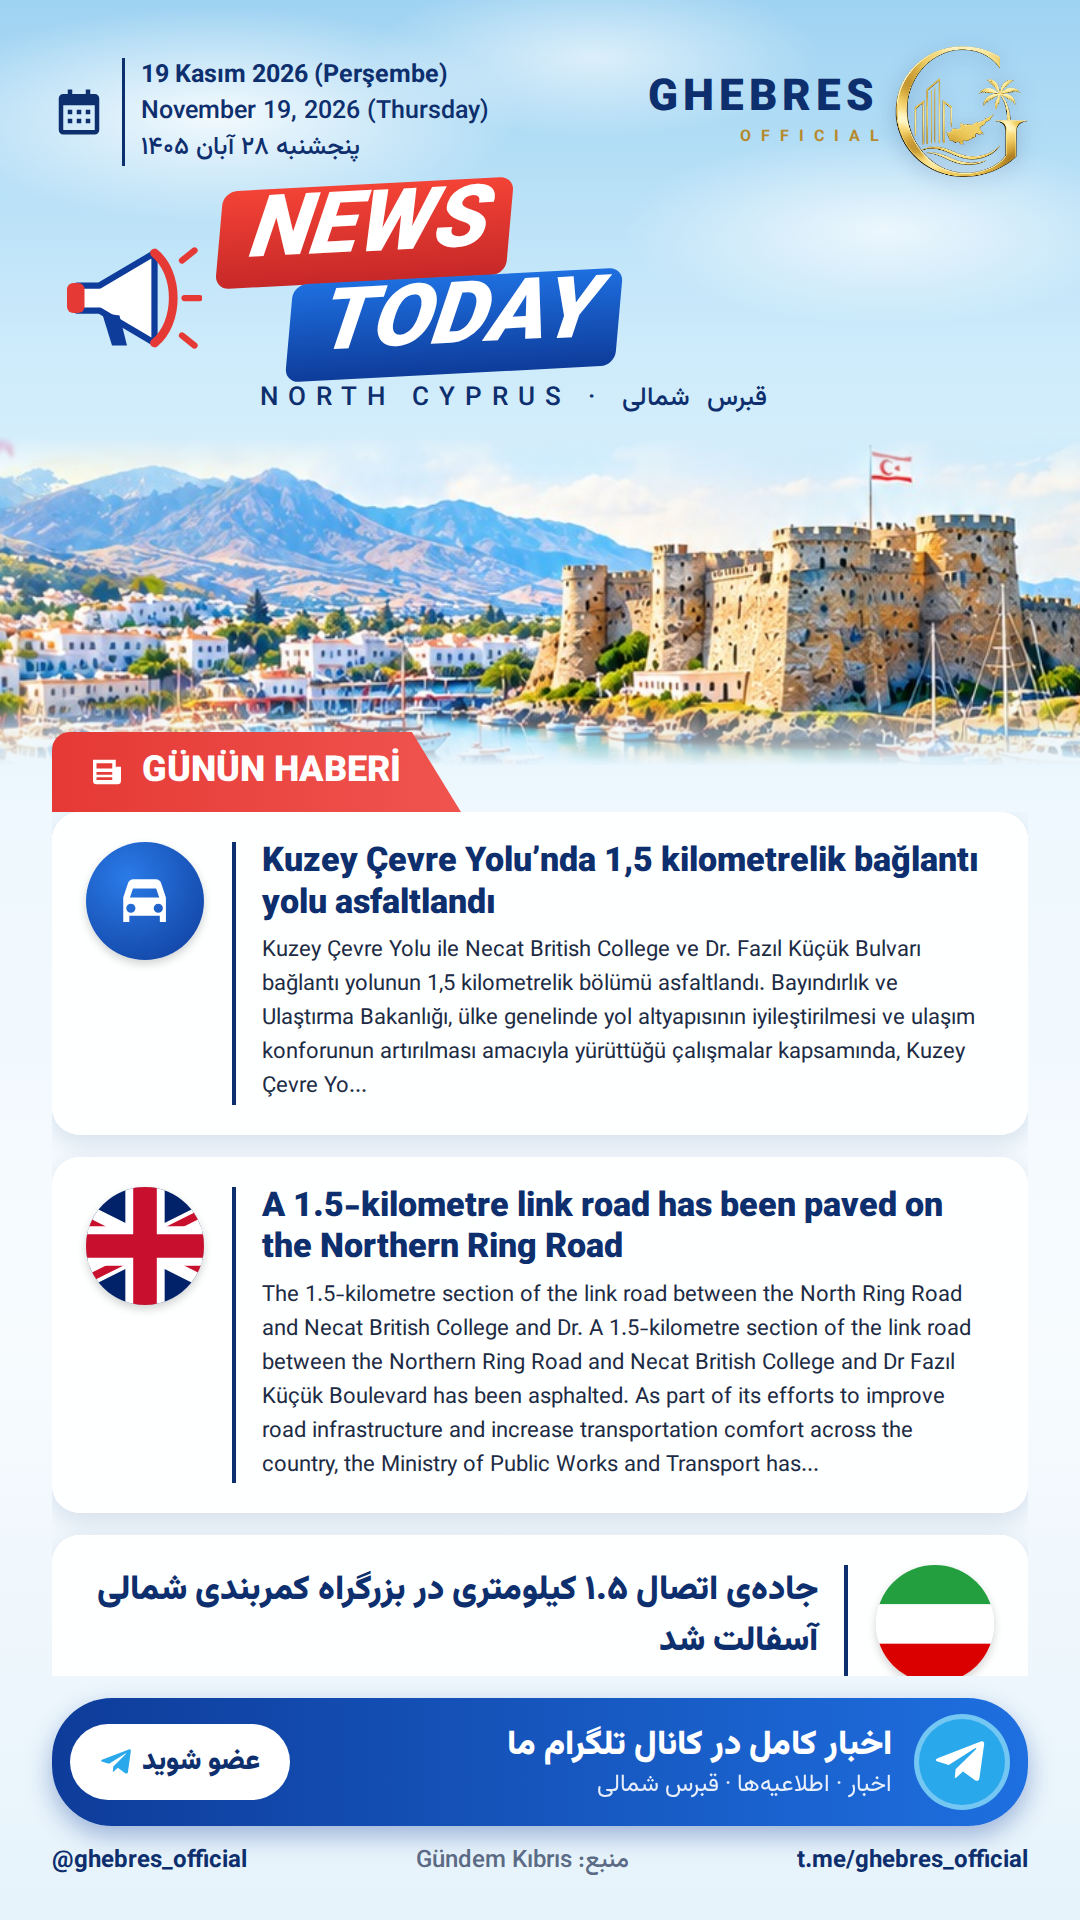 19 Kasım 2026 (Perşembe)
November 19, 2026 (Thursday)
پنجشنبه ۲۸ آبان ۱۴۰۵
GHEBRES
OFFICIAL
NEWS
TODAY
NORTH CYPRUS · قبرس شمالی
GÜNÜN HABERİ
Kuzey Çevre Yolu’nda 1,5 kilometrelik bağlantı
yolu asfaltlandı
Kuzey Çevre Yolu ile Necat British College ve Dr. Fazıl Küçük Bulvarı
bağlantı yolunun 1,5 kilometrelik bölümü asfaltlandı. Bayındırlık ve
Ulaştırma Bakanlığı, ülke genelinde yol altyapısının iyileştirilmesi ve ulaşım
konforunun artırılması amacıyla yürüttüğü çalışmalar kapsamında, Kuzey
Çevre Yo...
A 1.5-kilometre link road has been paved on
the Northern Ring Road
The 1.5-kilometre section of the link road between the North Ring Road
and Necat British College and Dr. A 1.5-kilometre section of the link road
between the Northern Ring Road and Necat British College and Dr Fazıl
Küçük Boulevard has been asphalted. As part of its efforts to improve
road infrastructure and increase transportation comfort across the
country, the Ministry of Public Works and Transport has...
جاده‌ی اتصال ۱.۵ کیلومتری در بزرگراه کمربندی شمالی
آسفالت شد
اخبار کامل در کانال تلگرام ما
اخبار · اطلاعیه‌ها · قبرس شمالی
عضو شوید
@ghebres_official
منبع: Gündem Kıbrıs
t.me/ghebres_official